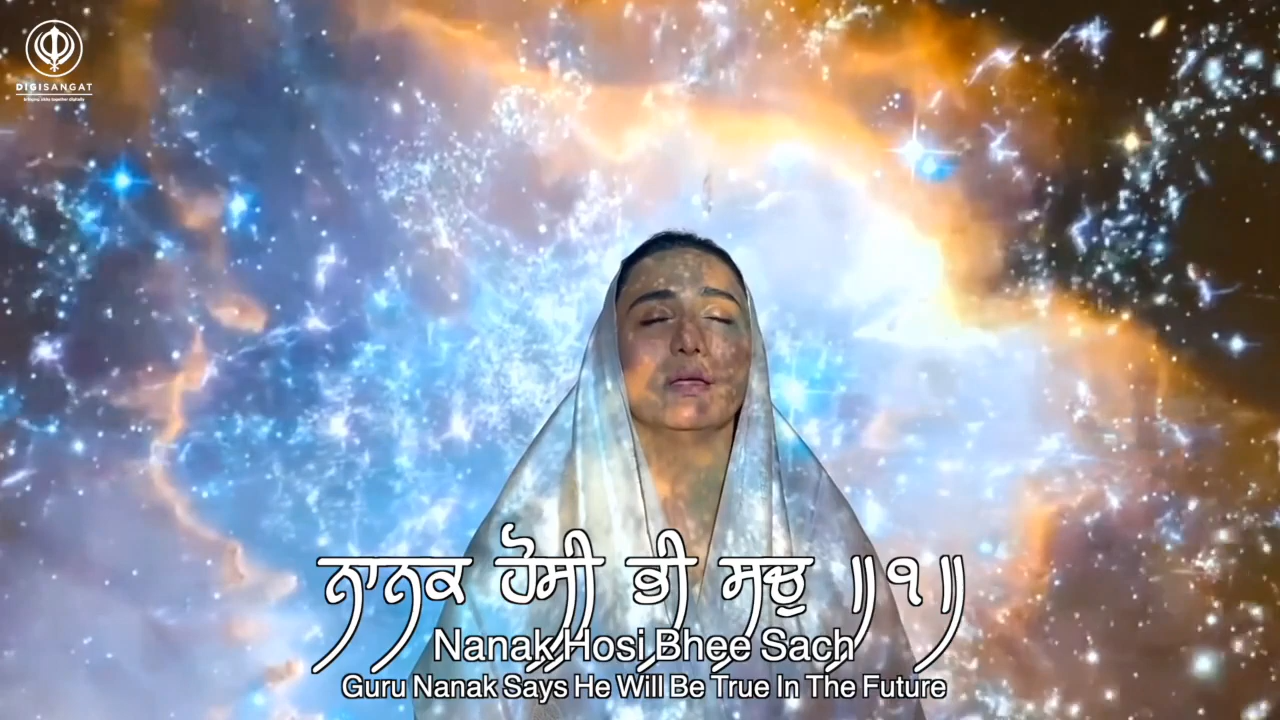 DIGISANGAT
ਨਾਨਕ ਹੋਸੀ ਭੀ ਸਚੁ ॥੧॥
Nanak Hosi Bhee Sach
Guru Nanak Says He Will Be True In The Future